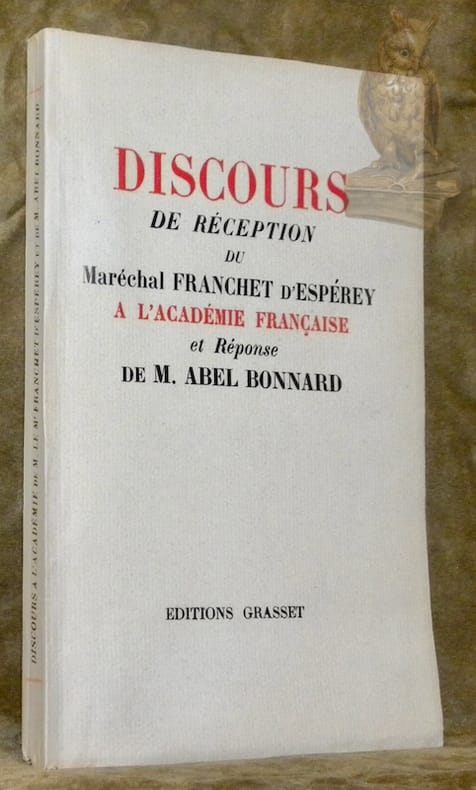 DISCOURS
DE RÉCEPTION
DU
Maréchal FRANCHET D'ESPÉREY
A L'ACADÉMIE FRANÇAISE
et Réponse
DE M. ABEL BONNARD
EDITIONS GRASSET
DISCOURS A L'ACADÉMIE DE M. LE Mal FRANCHET D'ESPÉREY ET DE M. ABEL BONNARD